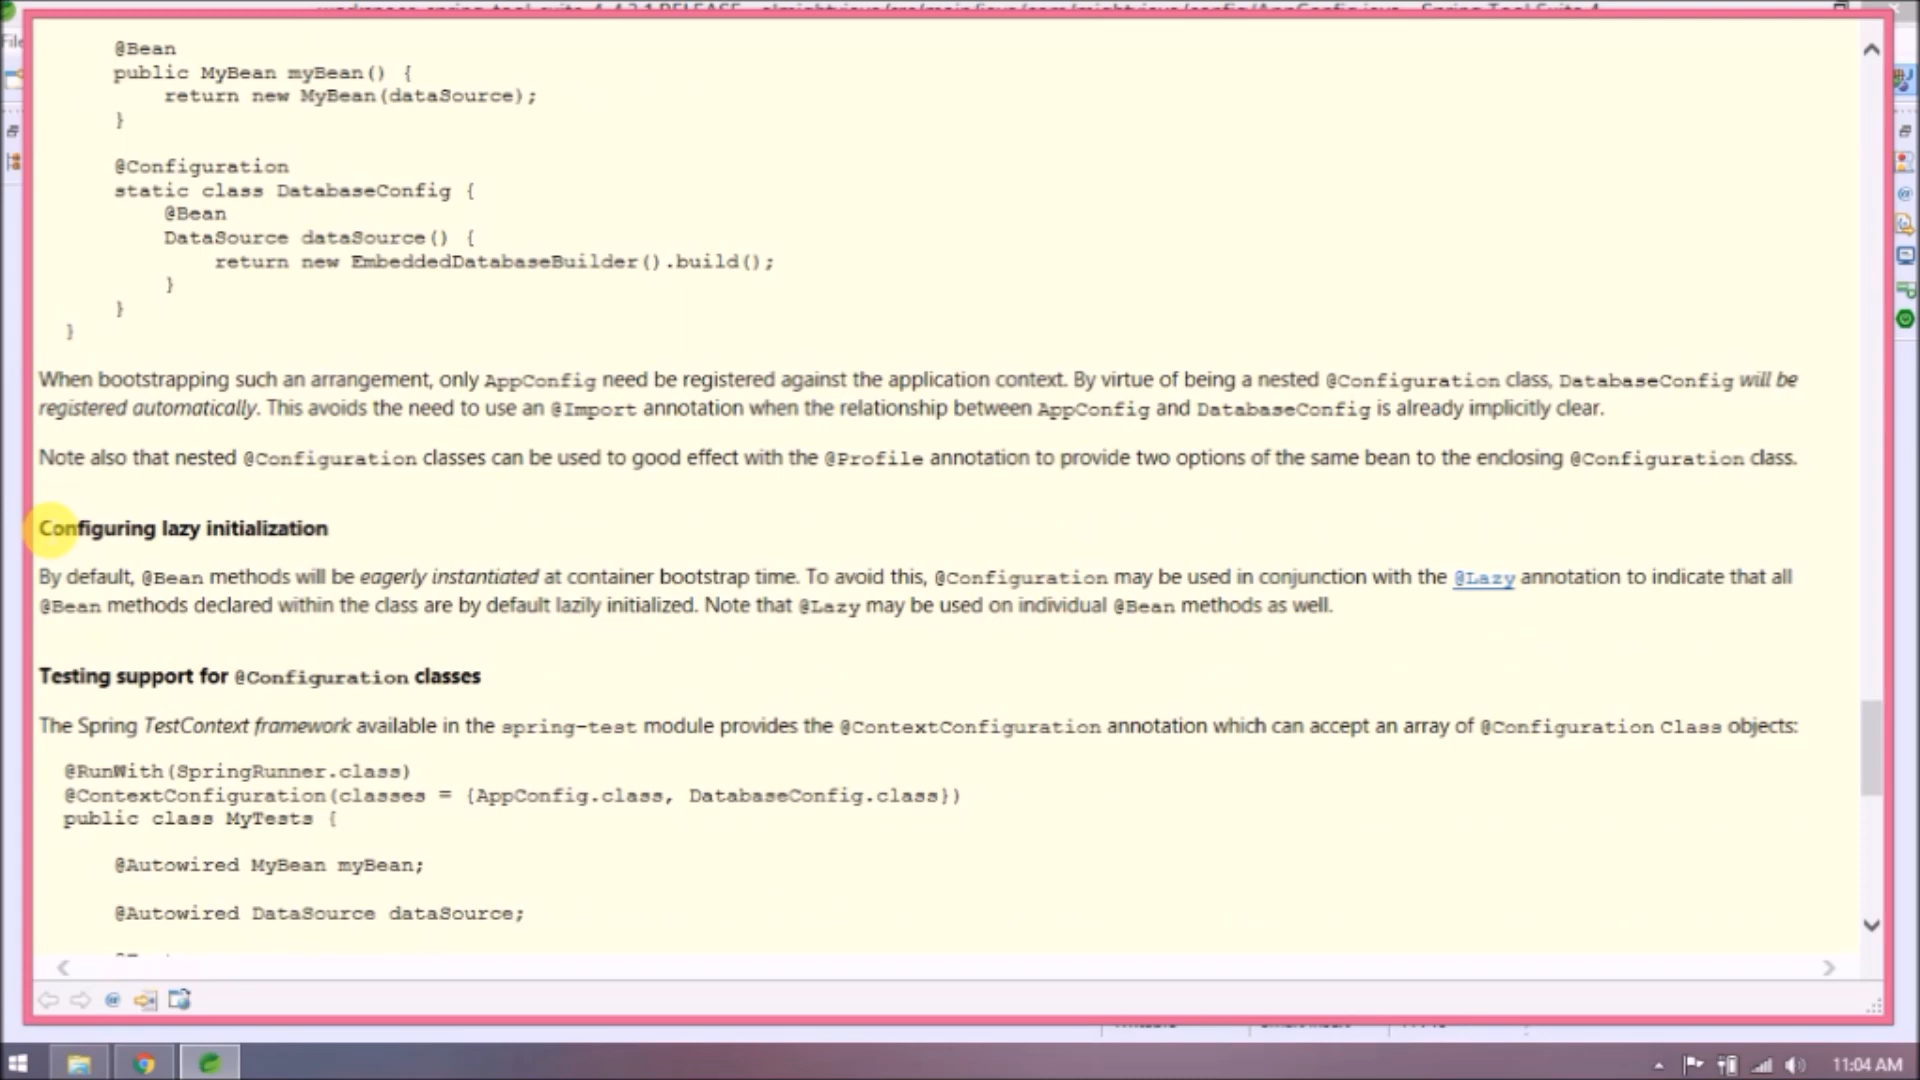 @Bean
public MyBean myBean() {
return new MyBean(dataSource);
}
@Configuration
static class DatabaseConfig {
@Bean
DataSource dataSource() {
return new EmbeddedDatabaseBuilder().build();
}
}
}
When bootstrapping such an arrangement, only AppConfig need be registered against the application context. By virtue of being a nested @Configuration class, DatabaseConfig will be
registered automatically. This avoids the need to use an @Import annotation when the relationship between AppConfig and DatabaseConfig is already implicitly clear.
Note also that nested @Configuration classes can be used to good effect with the @Profile annotation to provide two options of the same bean to the enclosing @Configuration class.
Configuring lazy initialization
By default, @Bean methods will be eagerly instantiated at container bootstrap time. To avoid this, @Configuration may be used in conjunction with the @Lazy annotation to indicate that all
@Bean methods declared within the class are by default lazily initialized. Note that @Lazy may be used on individual @Bean methods as well.
Testing support for @Configuration classes
The Spring TestContext framework available in the spring-test module provides the @ContextConfiguration annotation which can accept an array of @Configuration Class objects:
@RunWith(SpringRunner.class)
@ContextConfiguration(classes = {AppConfig.class, DatabaseConfig.class})
public class MyTests {
@Autowired MyBean myBean;
@Autowired DataSource dataSource;
11:04 AM